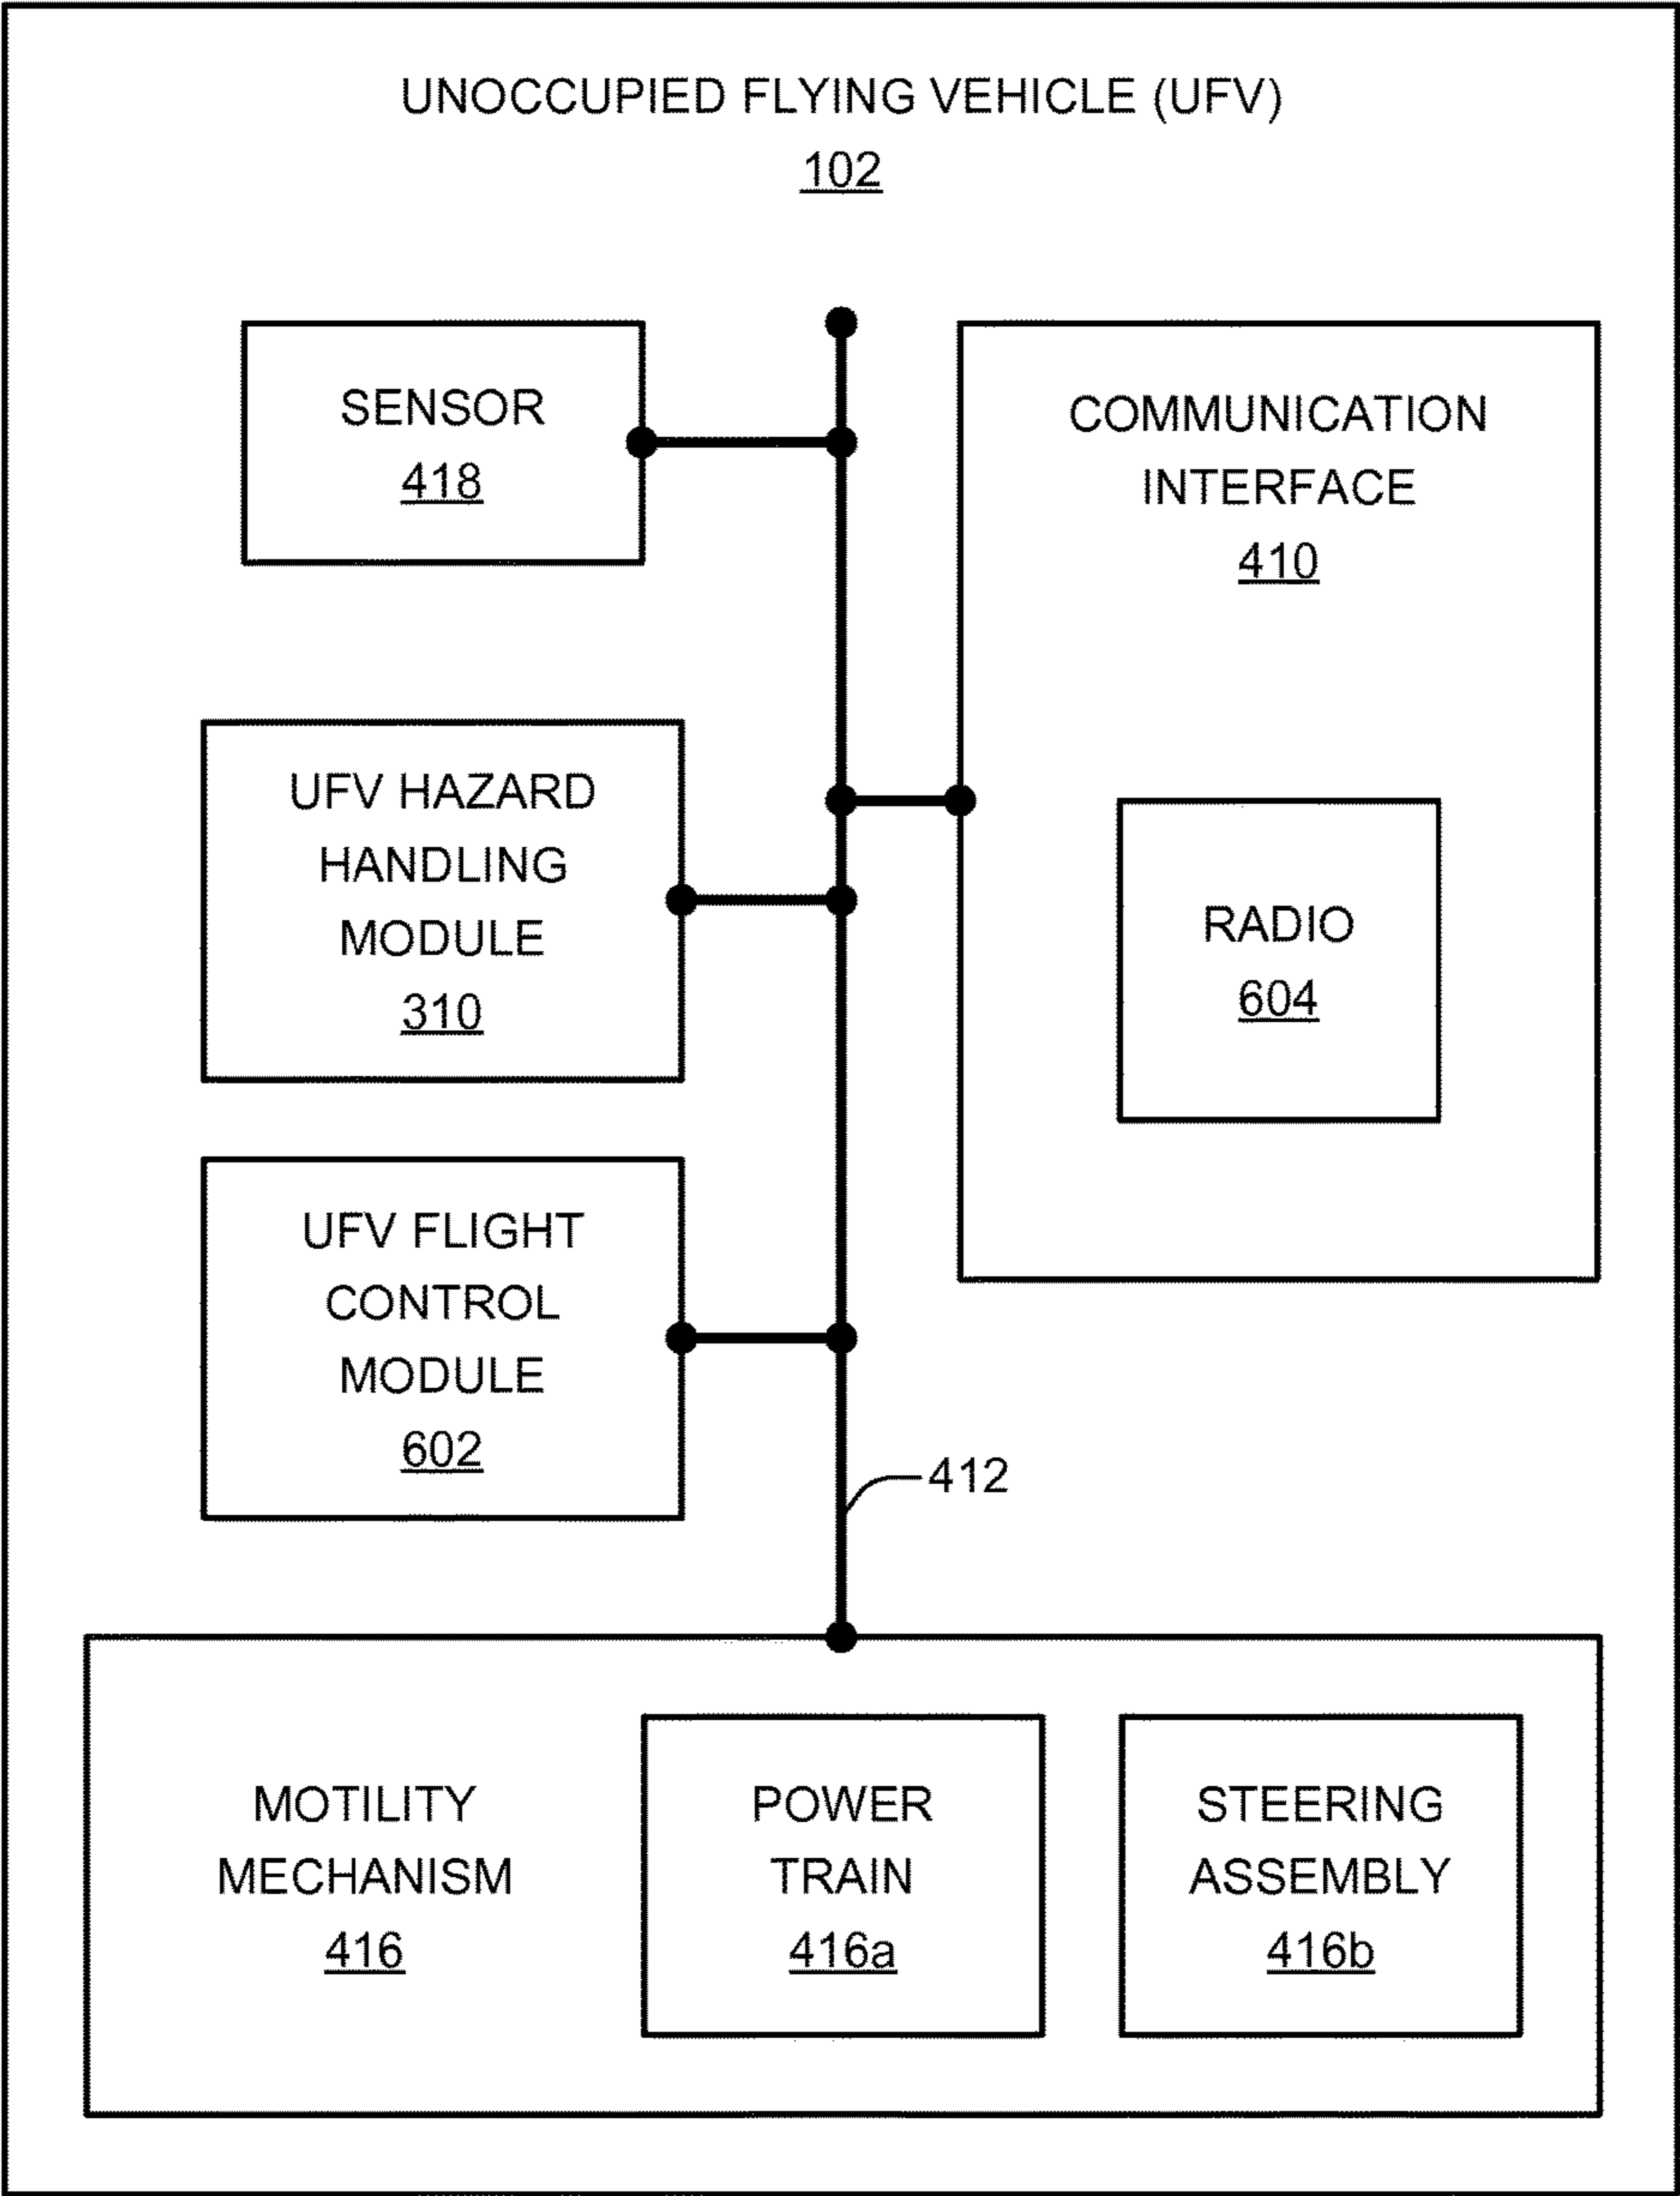 UNOCCUPIED FLYING VEHICLE (UFV)
102
SENSOR
418
COMMUNICATION
INTERFACE
410
UFV HAZARD
HANDLING
MODULE
310
RADIO
604
UFV FLIGHT
CONTROL
MODULE
602
412
MOTILITY
MECHANISM
416
POWER
TRAIN
416a
STEERING
ASSEMBLY
416b